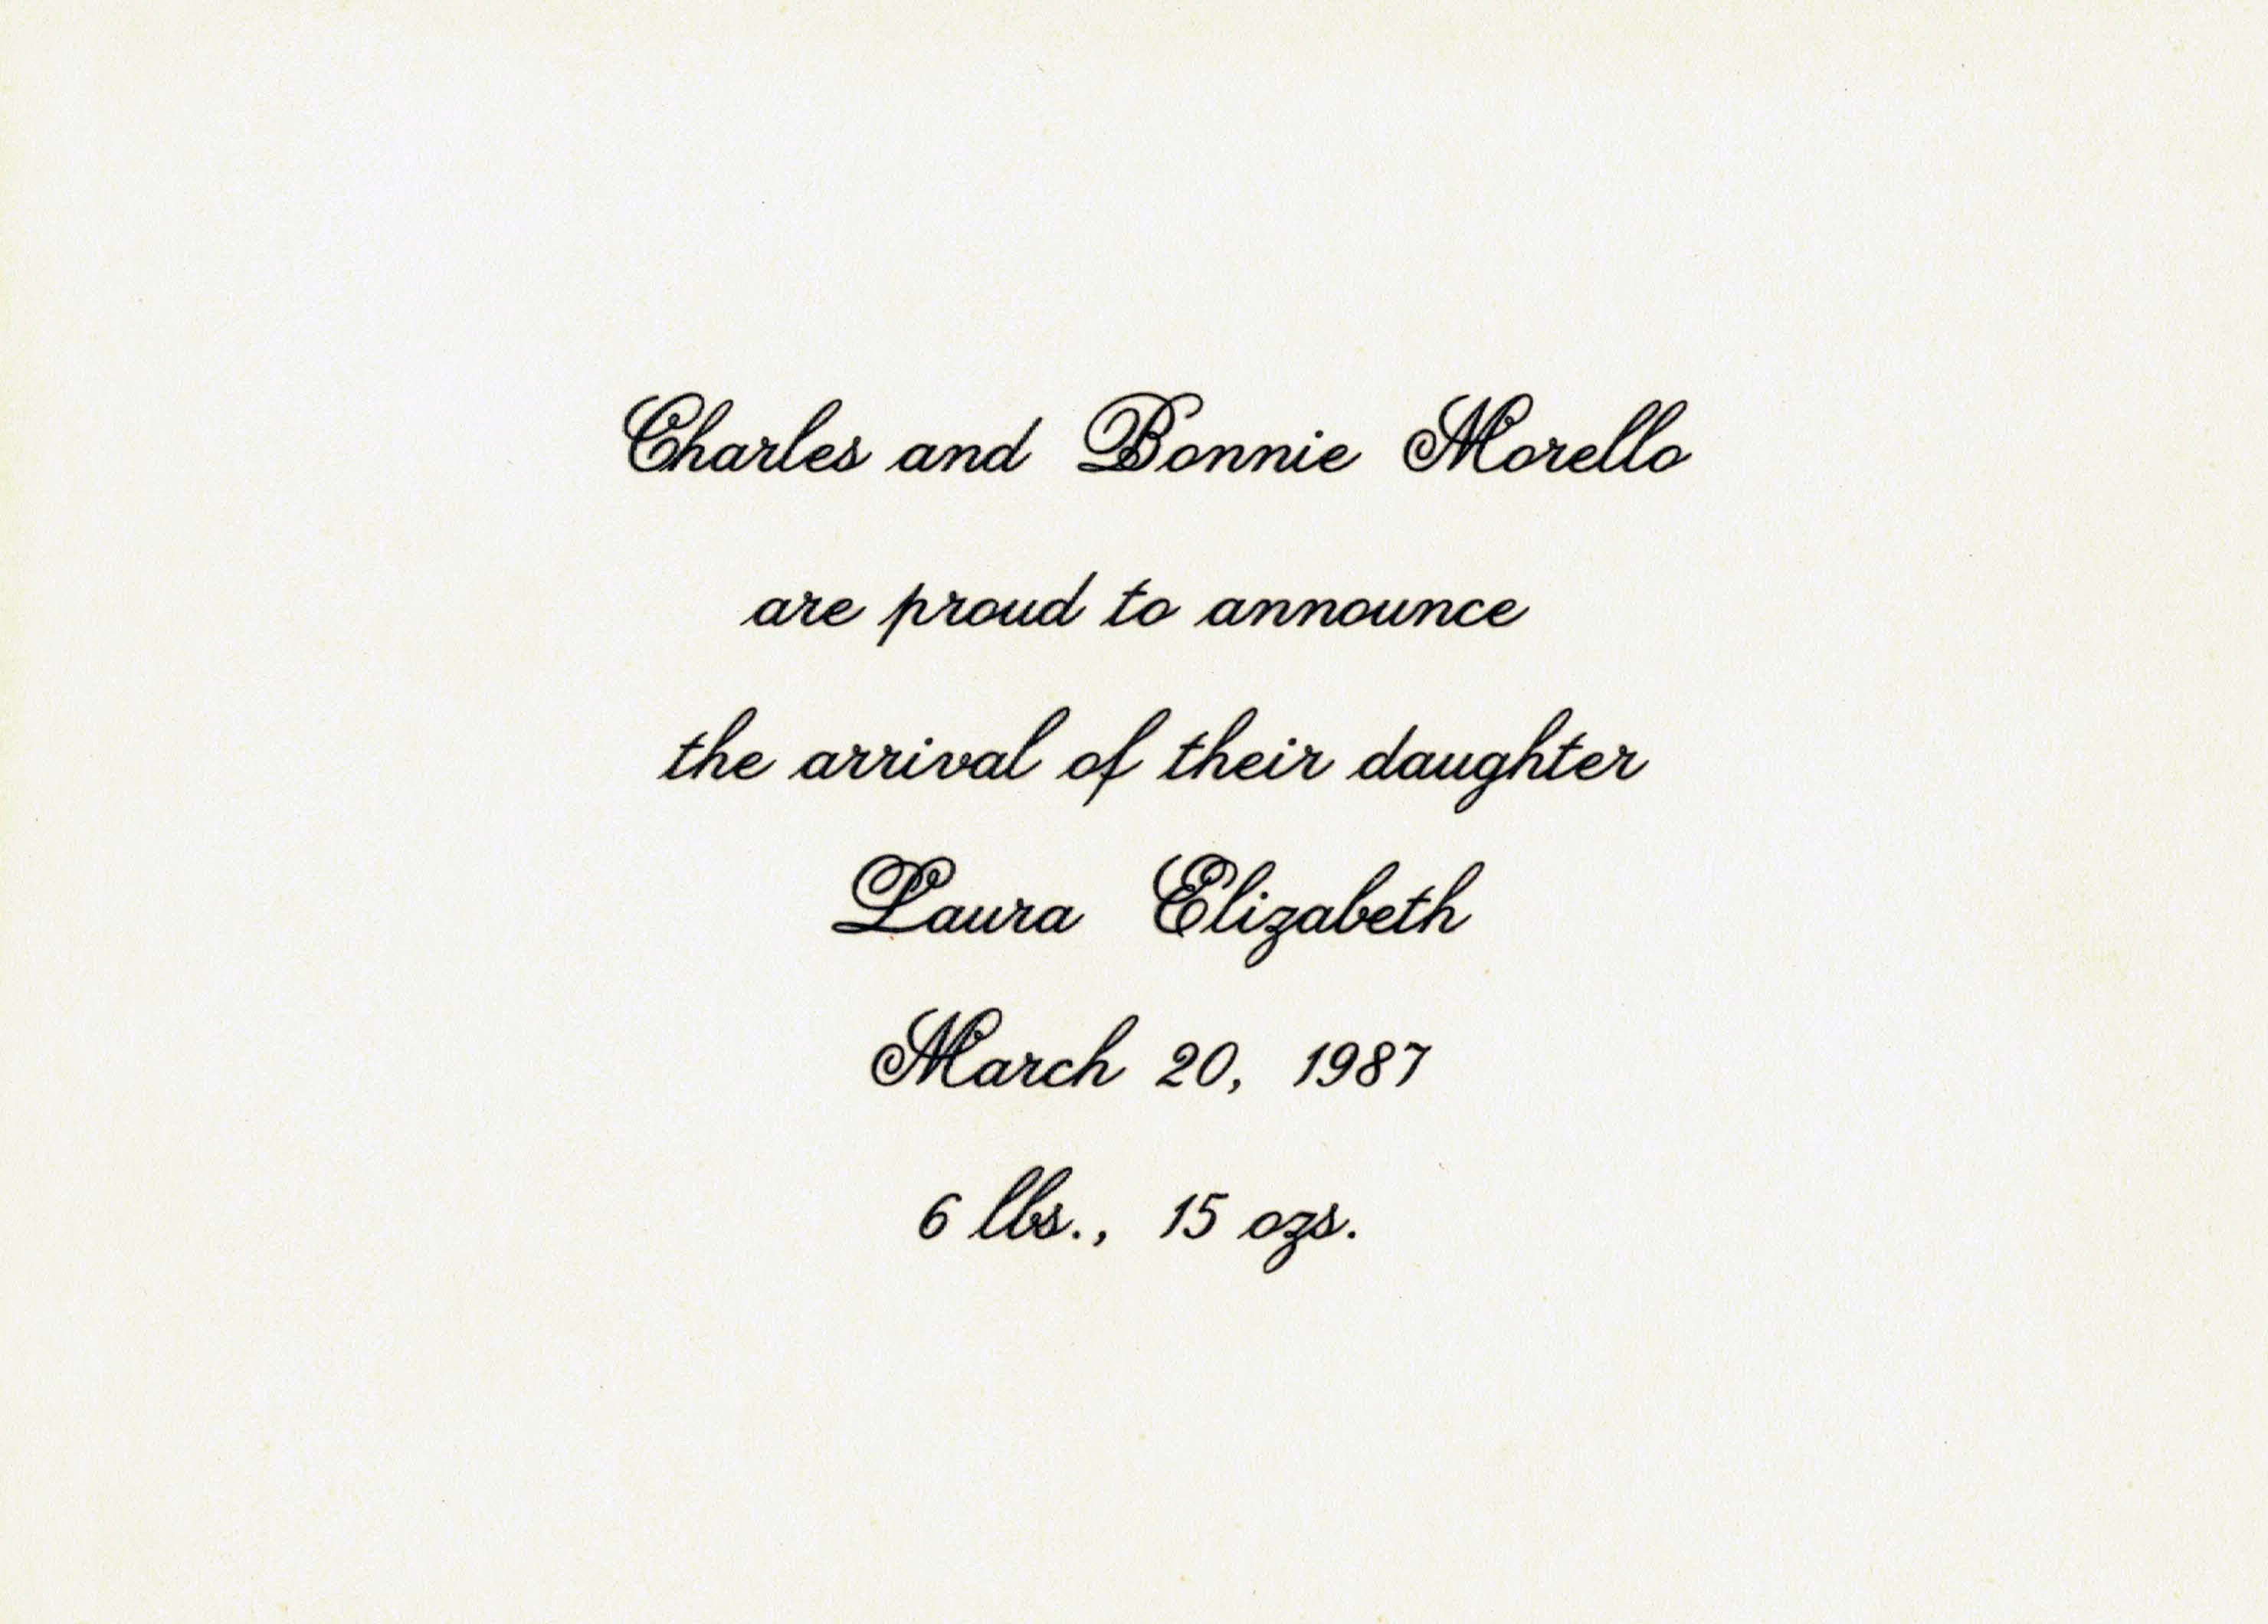 Charles and Bonnie Morello
are proud to announce
the arrival of their daughter
Laura Elizabeth
March 20, 1987
6 lbs., 15 ozs.